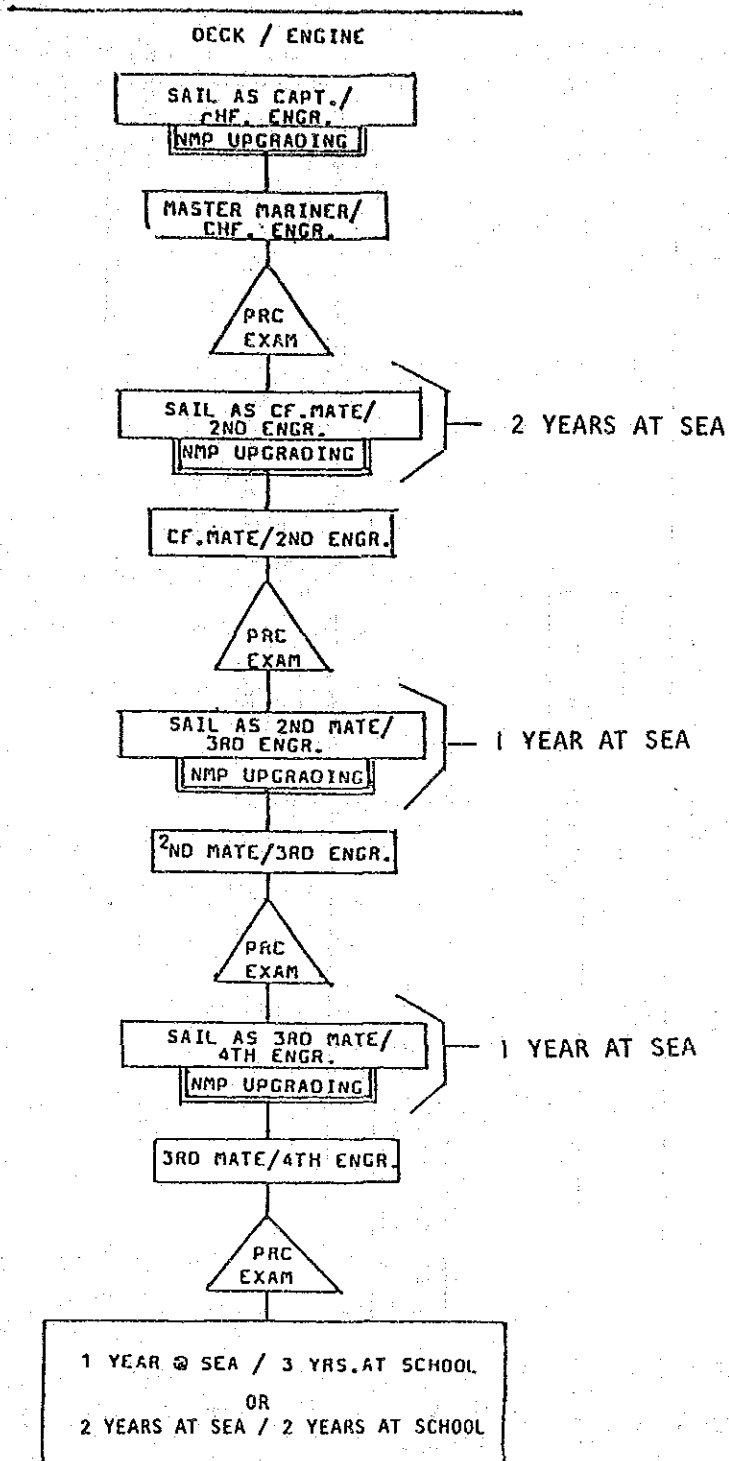 DECK / ENGINE
SAIL AS CAPT./
CHF. ENGR.
NMP UPGRADING
MASTER MARINER/
CHF. ENGR.
PRC
EXAM
SAIL AS CF.MATE/
2ND ENGR.
NMP UPGRADING
2 YEARS AT SEA
CF.MATE/2ND ENGR.
PRC
EXAM
SAIL AS 2ND MATE/
3RD ENGR.
NMP UPGRADING
1 YEAR AT SEA
2ND MATE/3RD ENGR.
PRC
EXAM
SAIL AS 3RD MATE/
4TH ENGR.
NMP UPGRADING
1 YEAR AT SEA
3RD MATE/4TH ENGR.
PRC
EXAM
1 YEAR @ SEA / 3 YRS.AT SCHOOL
OR
2 YEARS AT SEA / 2 YEARS AT SCHOOL